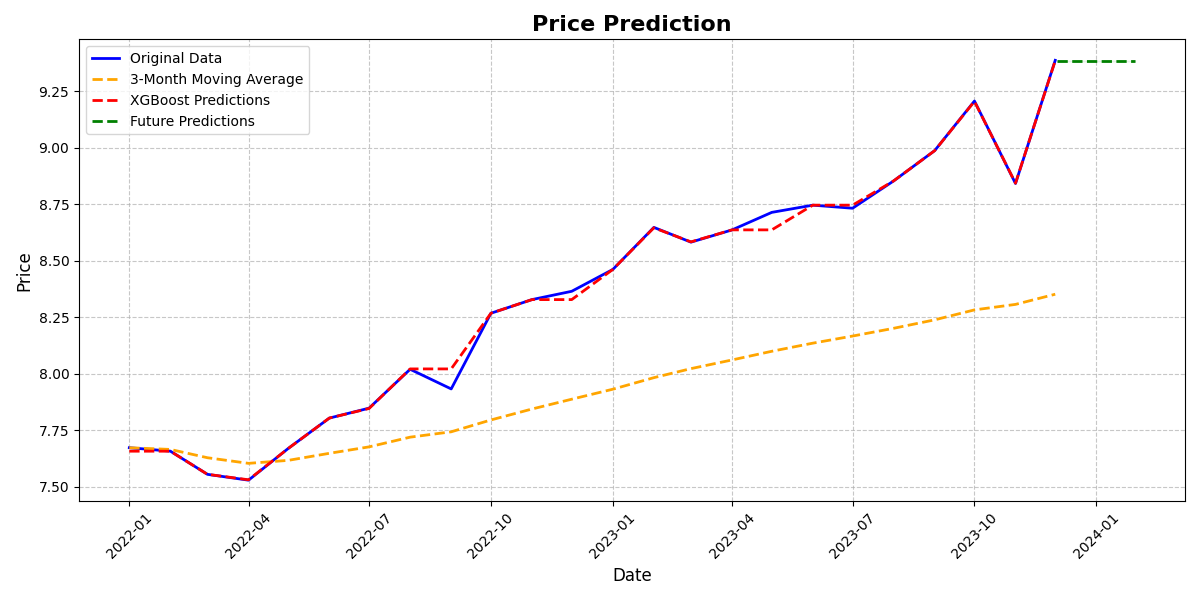 Price Prediction
Original Data
3-Month Moving Average
XGBoost Predictions
Future Predictions
Price
9.25
9.00
8.75
8.50
8.25
8.00
7.75
7.50
2022-01
2022-04
2022-07
2022-10
2023-01
2023-04
2023-07
2023-10
2024-01
Date